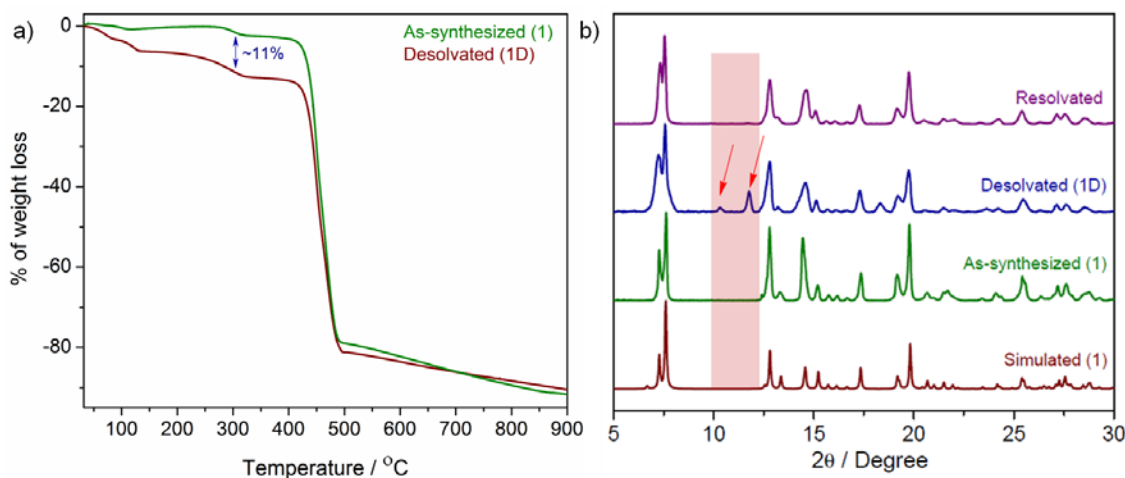 a)
As-synthesized (1)
Desolvated (1D)
~11%
0
-20
-40
-60
-80
% of weight loss
100 200 300 400 500 600 700 800 900
Temperature / °C
b)
Resolvated
Desolvated (1D)
As-synthesized (1)
Simulated (1)
5 10 15 20 25 30
2θ / Degree